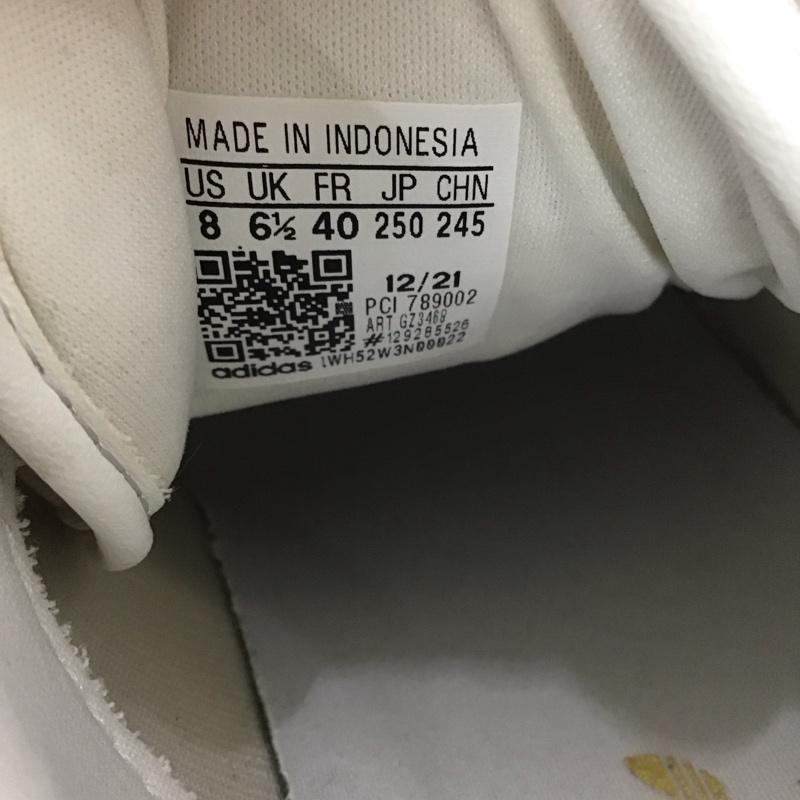 MADE IN INDONESIA
US UK FR JP CHN
8 6½ 40 250 245
12/21
PCI 789002
ART GZ3469
#129285526
adidas 1WH52W3N00022